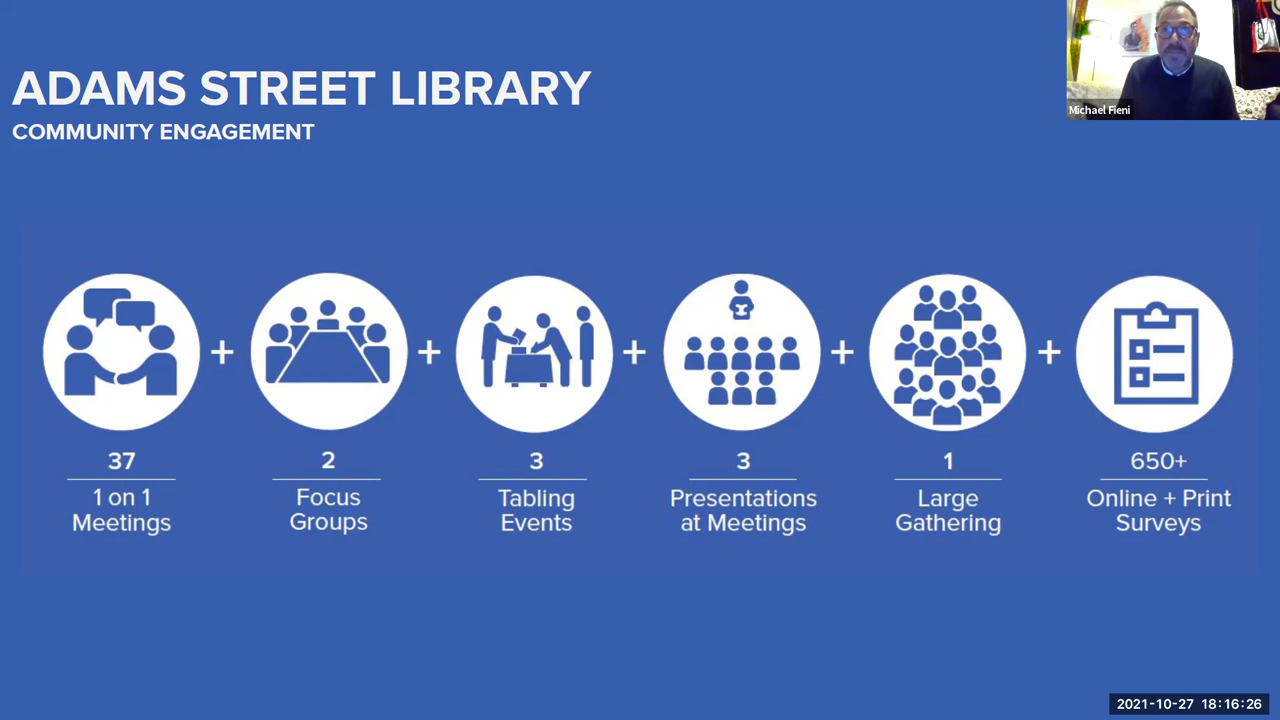 ADAMS STREET LIBRARY
COMMUNITY ENGAGEMENT
Michael Fieni
+ + + + +
37
1 on 1
Meetings
2
Focus
Groups
3
Tabling
Events
3
Presentations
at Meetings
1
Large
Gathering
650+
Online + Print
Surveys
2021-10-27 18:16:26